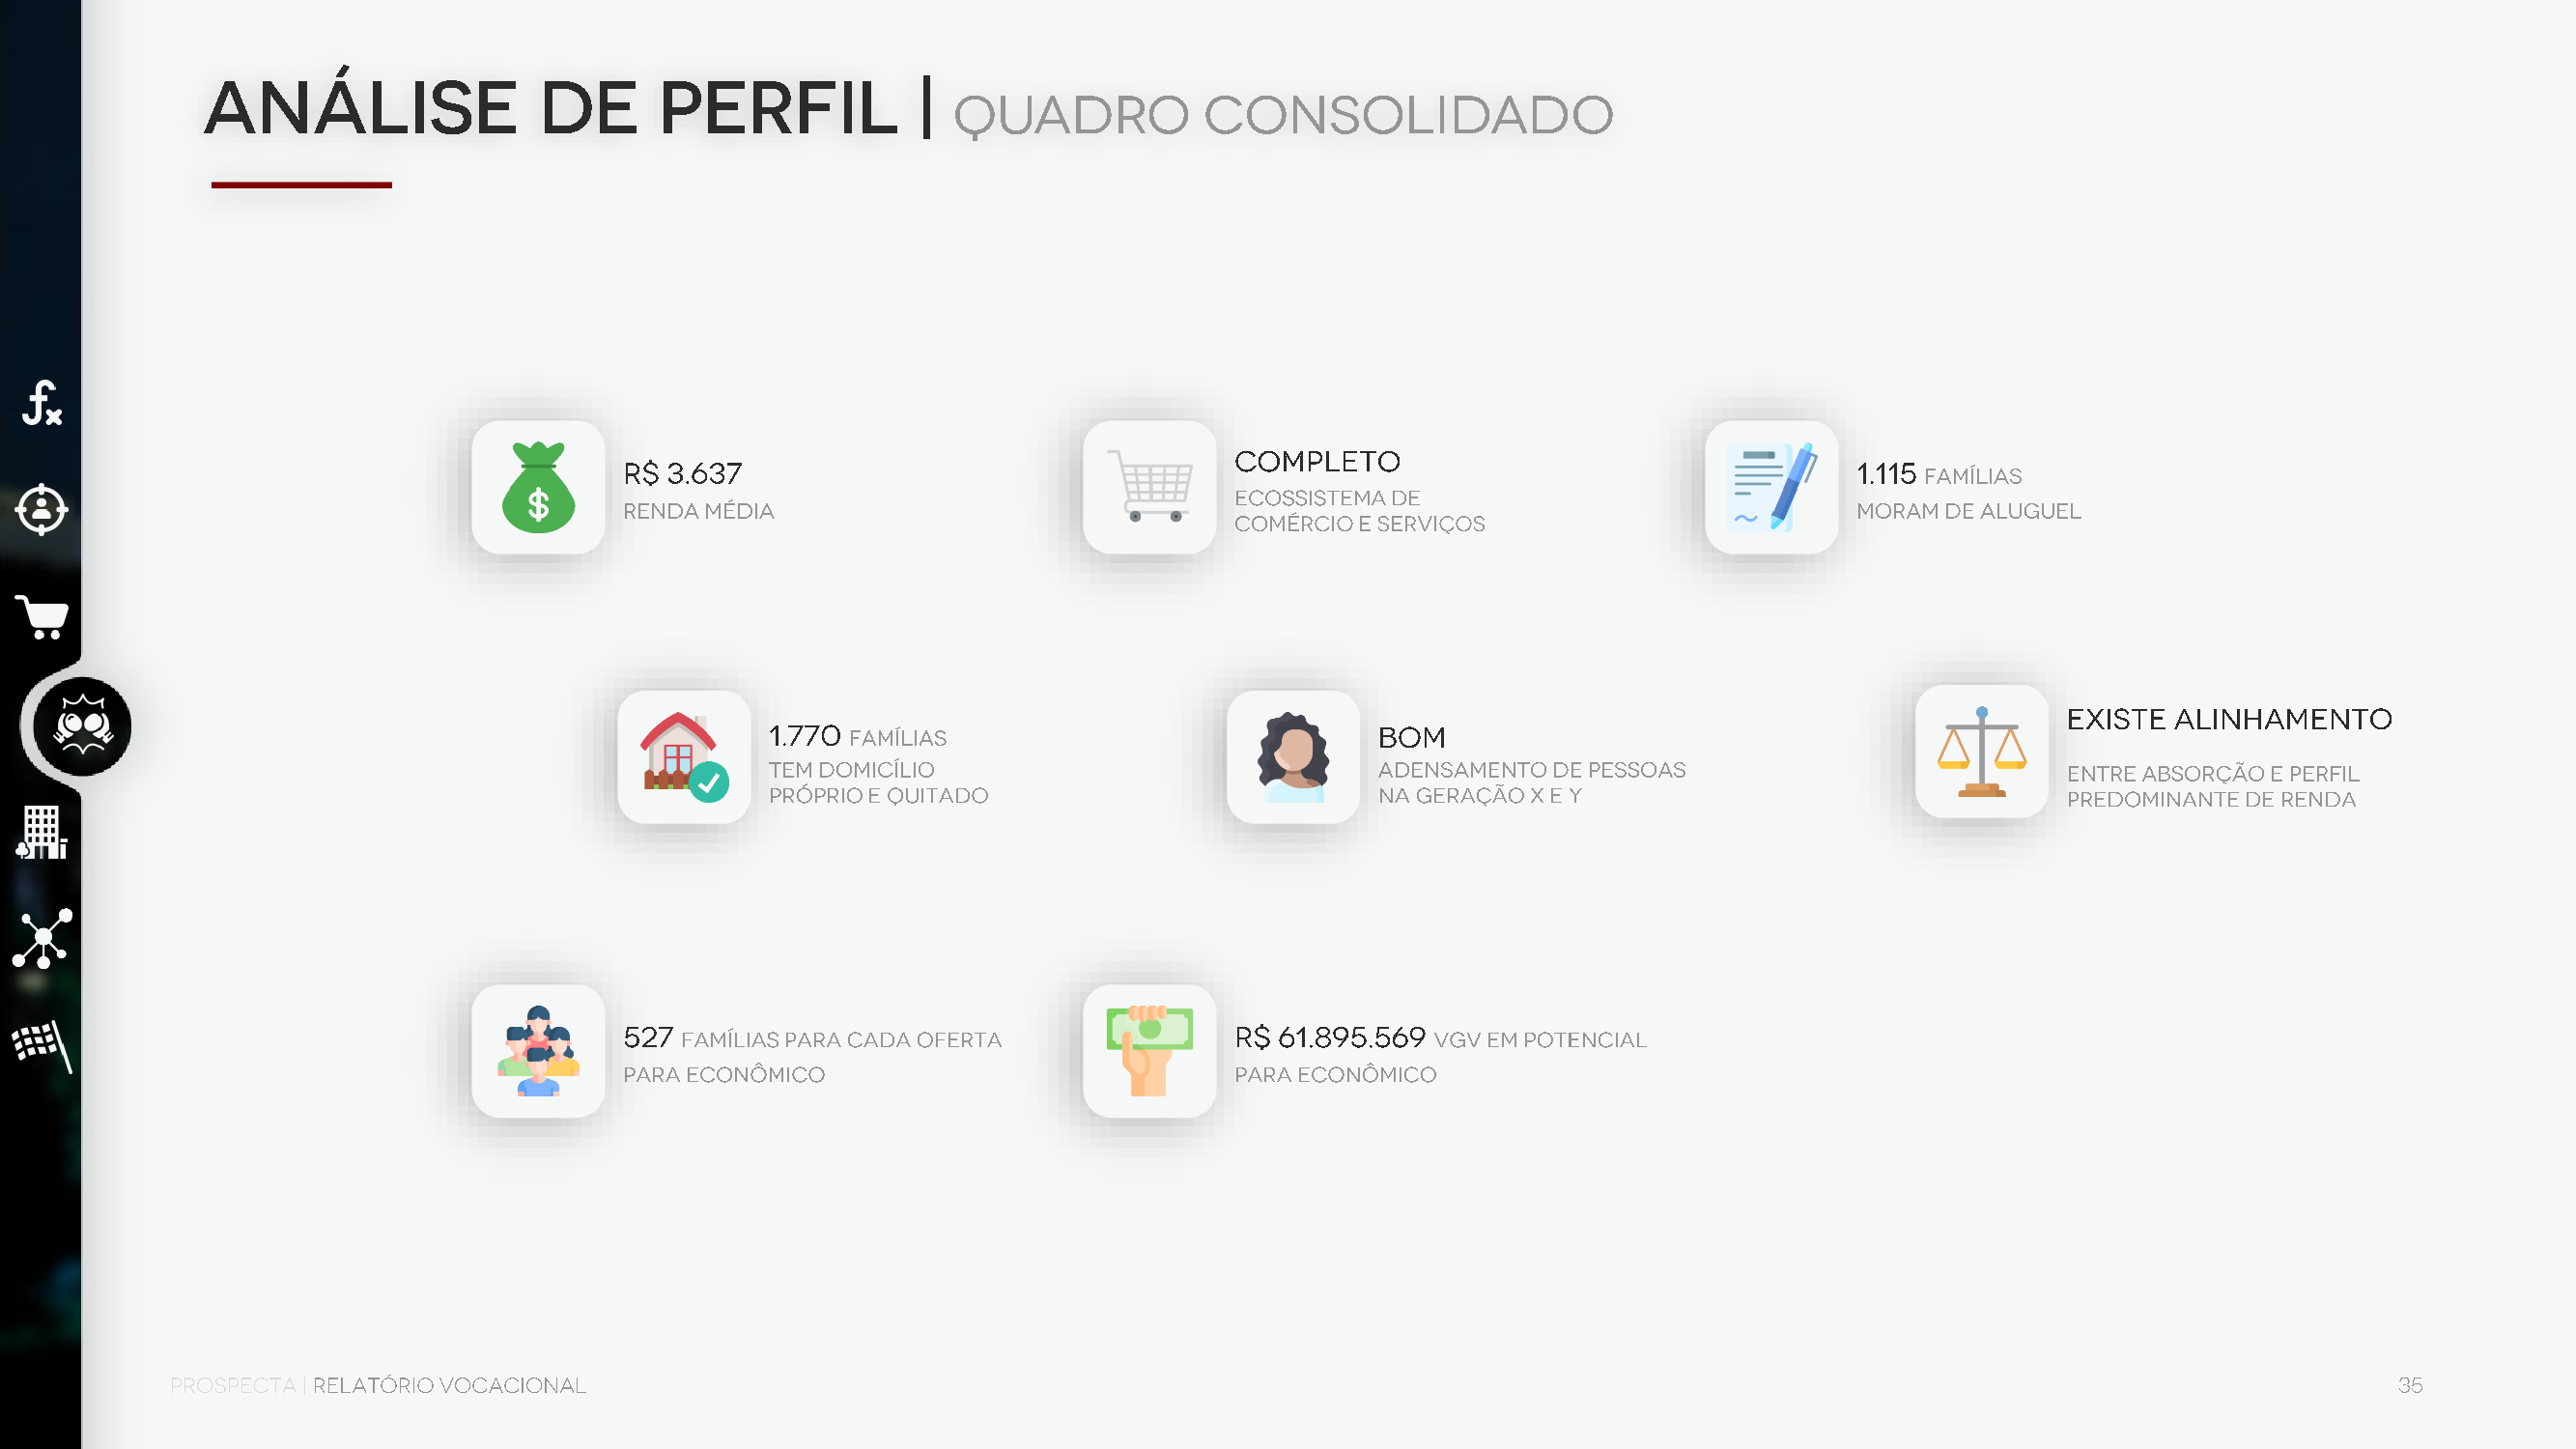 ANÁLISE DE PERFIL | QUADRO CONSOLIDADO
R$ 3.637
RENDA MÉDIA
COMPLETO
ECOSSISTEMA DE
COMÉRCIO E SERVIÇOS
1.115 FAMÍLIAS
MORAM DE ALUGUEL
1.770 FAMÍLIAS
TEM DOMICÍLIO
PRÓPRIO E QUITADO
BOM
ADENSAMENTO DE PESSOAS
NA GERAÇÃO X E Y
EXISTE ALINHAMENTO
ENTRE ABSORÇÃO E PERFIL
PREDOMINANTE DE RENDA
527 FAMÍLIAS PARA CADA OFERTA
PARA ECONÔMICO
R$ 61.895.569 VGV EM POTENCIAL
PARA ECONÔMICO
PROSPECTA | RELATÓRIO VOCACIONAL
35